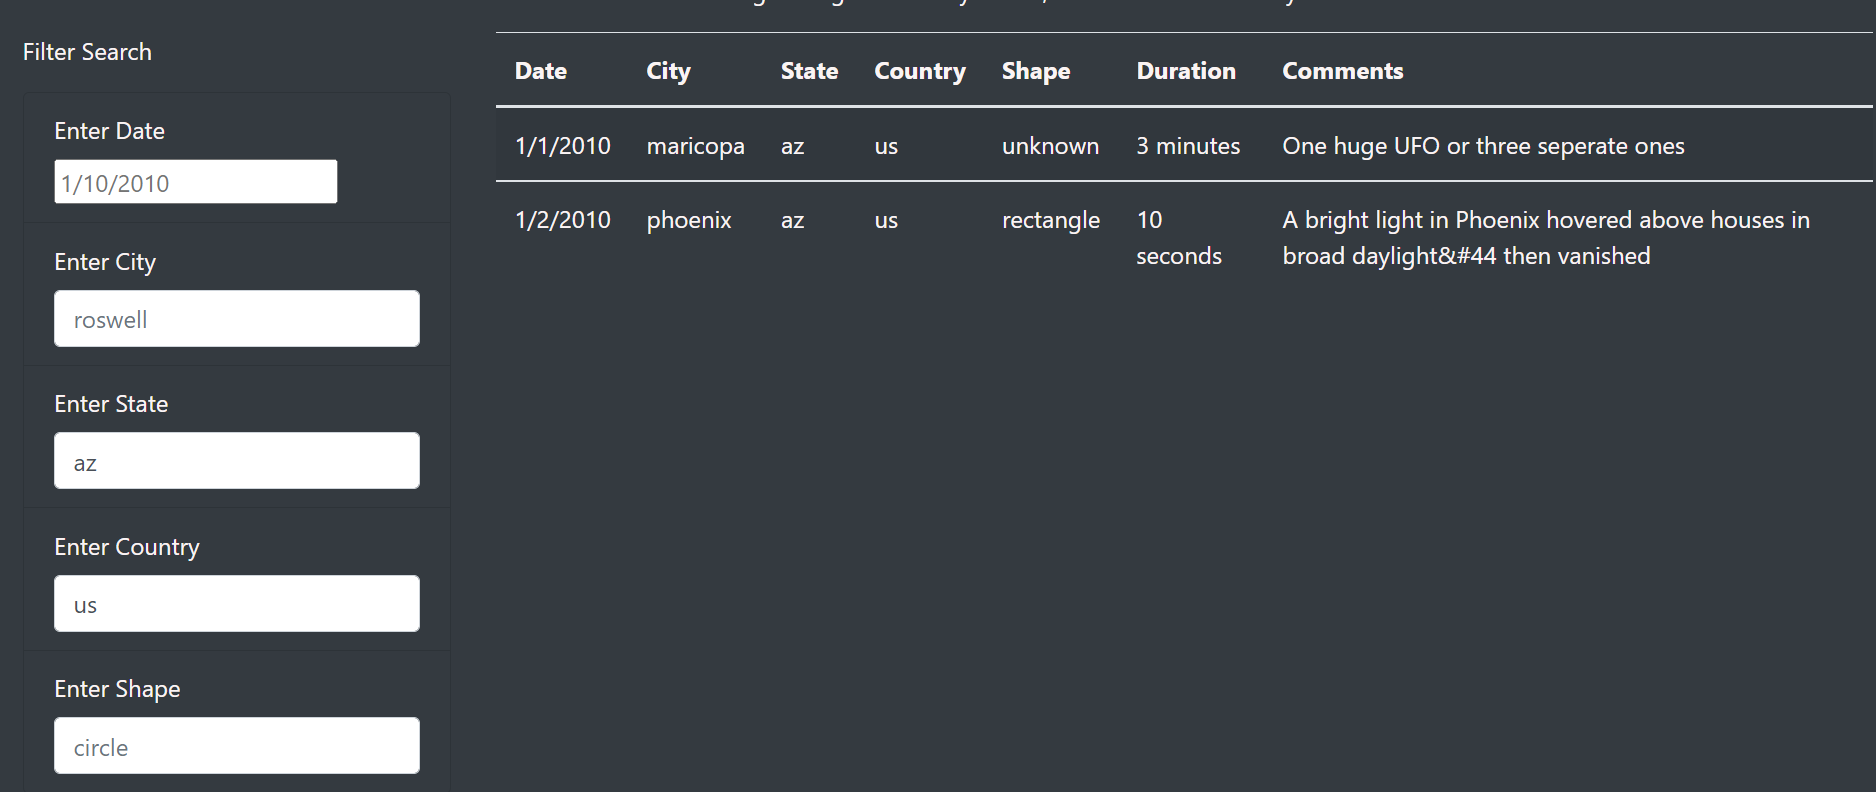 Filter Search
Enter Date
1/10/2010
Enter City
roswell
Enter State
az
Enter Country
us
Enter Shape
circle
Date City State Country Shape Duration Comments
1/1/2010 maricopa az us unknown 3 minutes One huge UFO or three seperate ones
1/2/2010 phoenix az us rectangle 10 A bright light in Phoenix hovered above houses in
seconds broad daylight&#44 then vanished